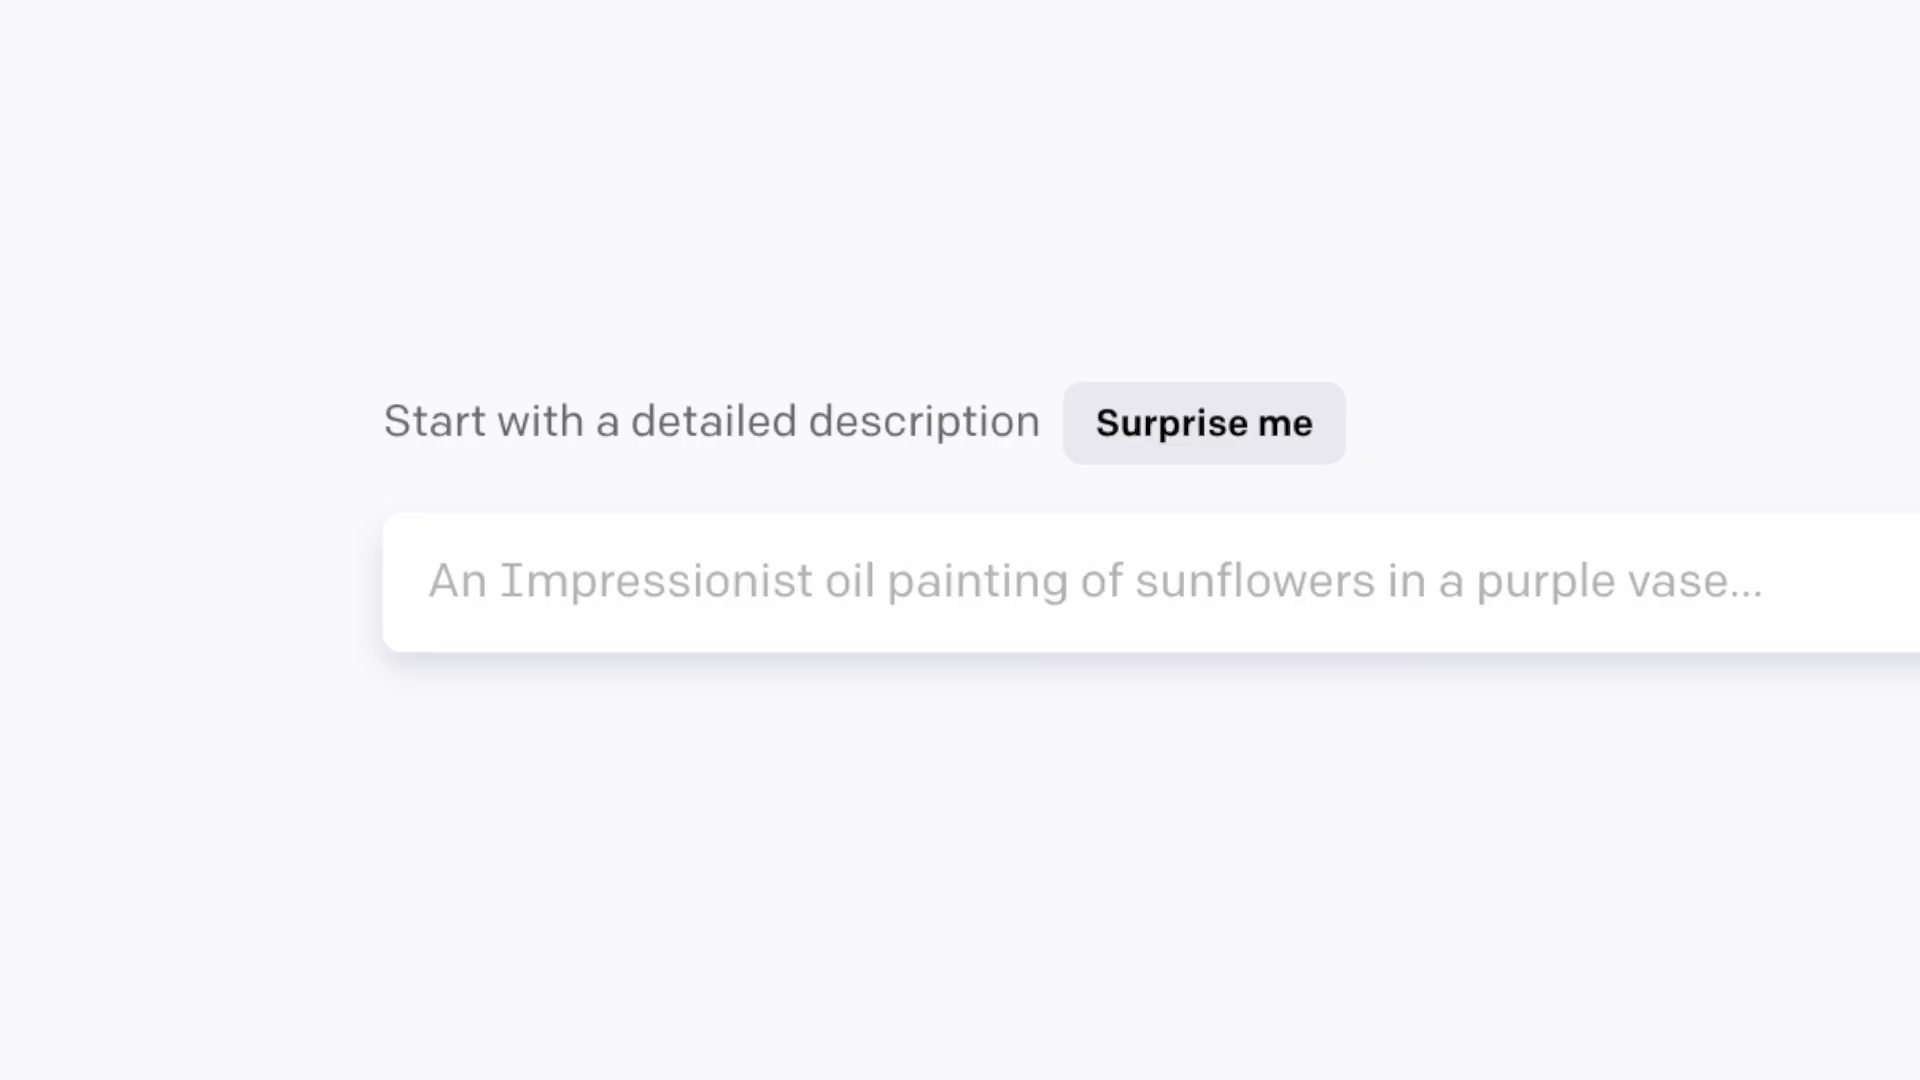 Start with a detailed description Surprise me
An Impressionist oil painting of sunflowers in a purple vase...